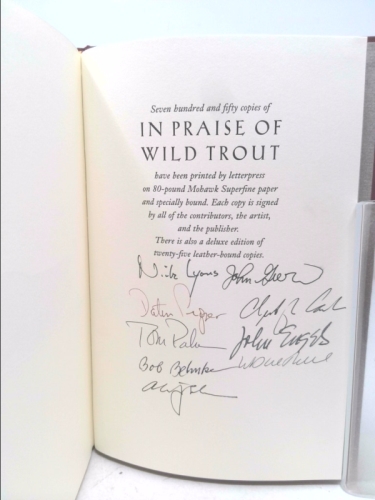 Seven hundred and fifty copies of
IN PRAISE OF
WILD TROUT
have been printed by letterpress
on 80-pound Mohawk Superfine paper
and specially bound. Each copy is signed
by all of the contributors, the artist,
and the publisher.
There is also a deluxe edition of
twenty-five leather-bound copies.
Nick Lyons John
Datus Proper
Tom Palmer John
Bob Behnke